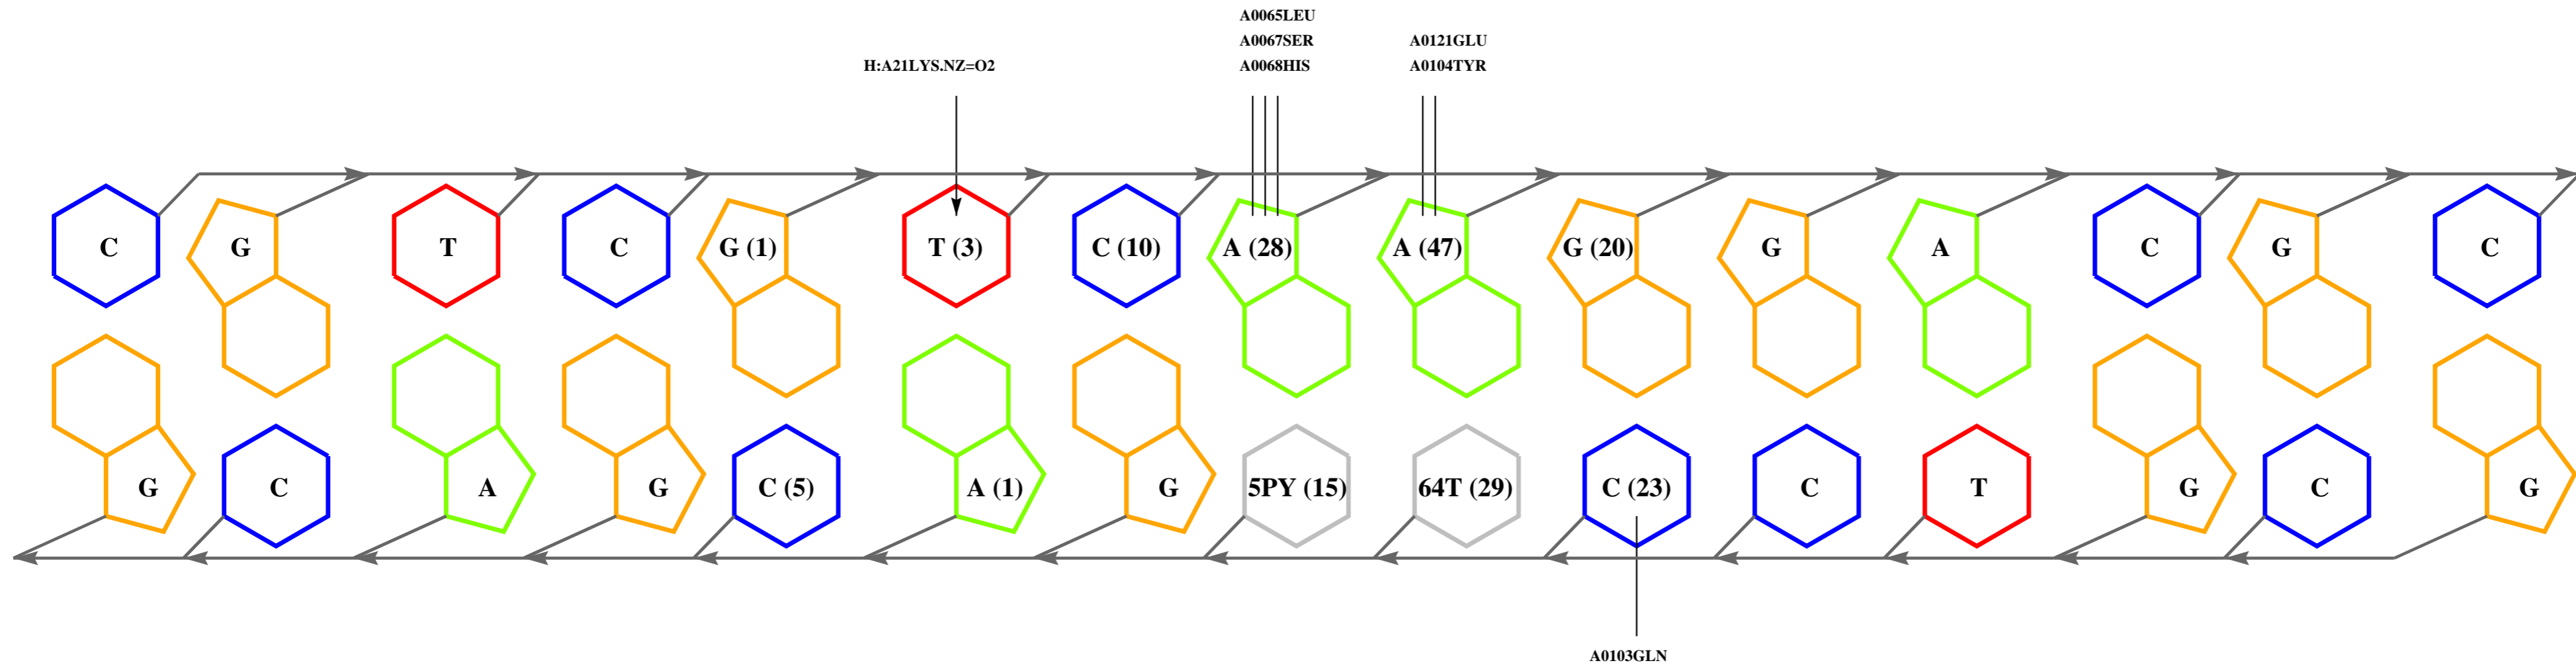 A0065LEU
A0067SER
A0068HIS
A0121GLU
A0104TYR
H:A21LYS.NZ=O2
C G T C G (1) T (3) C (10) A (28) A (47) G (20) G A C G C
G C A G C (5) A (1) G 5PY (15) 64T (29) C (23) C T G C G
A0103GLN